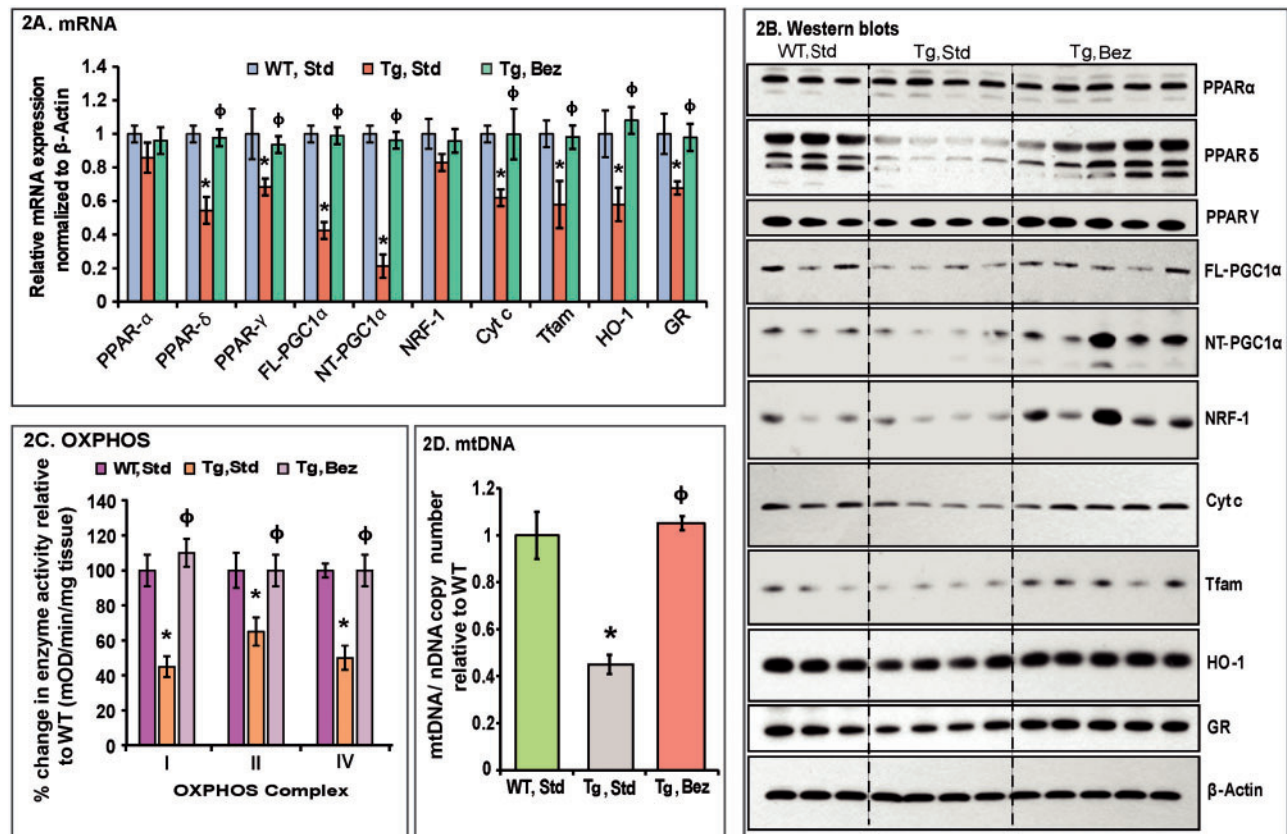 2A. mRNA
WT, Std Tg, Std Tg, Bez
Relative mRNA expression
normalized to β-Actin
1.4
1.2
1
0.8
0.6
0.4
0.2
0
* * * * * * * *
ϕ ϕ ϕ ϕ ϕ ϕ ϕ ϕ
PPAR-α PPAR-δ PPAR-γ FL-PGC1α NT-PGC1α NRF-1 Cyt c Tfam HO-1 GR
2B. Western blots
WT,Std Tg,Std Tg,Bez
PPARα
PPAR δ
PPAR γ
FL-PGC1α
NT-PGC1α
NRF-1
Cyt c
Tfam
HO-1
GR
β-Actin
2C. OXPHOS
WT,Std Tg,Std Tg,Bez
% change in enzyme activity relative
to WT (mOD/min/mg tissue)
140
120
100
80
60
40
20
0
* * *
ϕ ϕ ϕ
I II IV
OXPHOS Complex
2D. mtDNA
mtDNA/ nDNA copy number
relative to WT
1.2
1
0.8
0.6
0.4
0.2
0
*
ϕ
WT, Std Tg, Std Tg, Bez